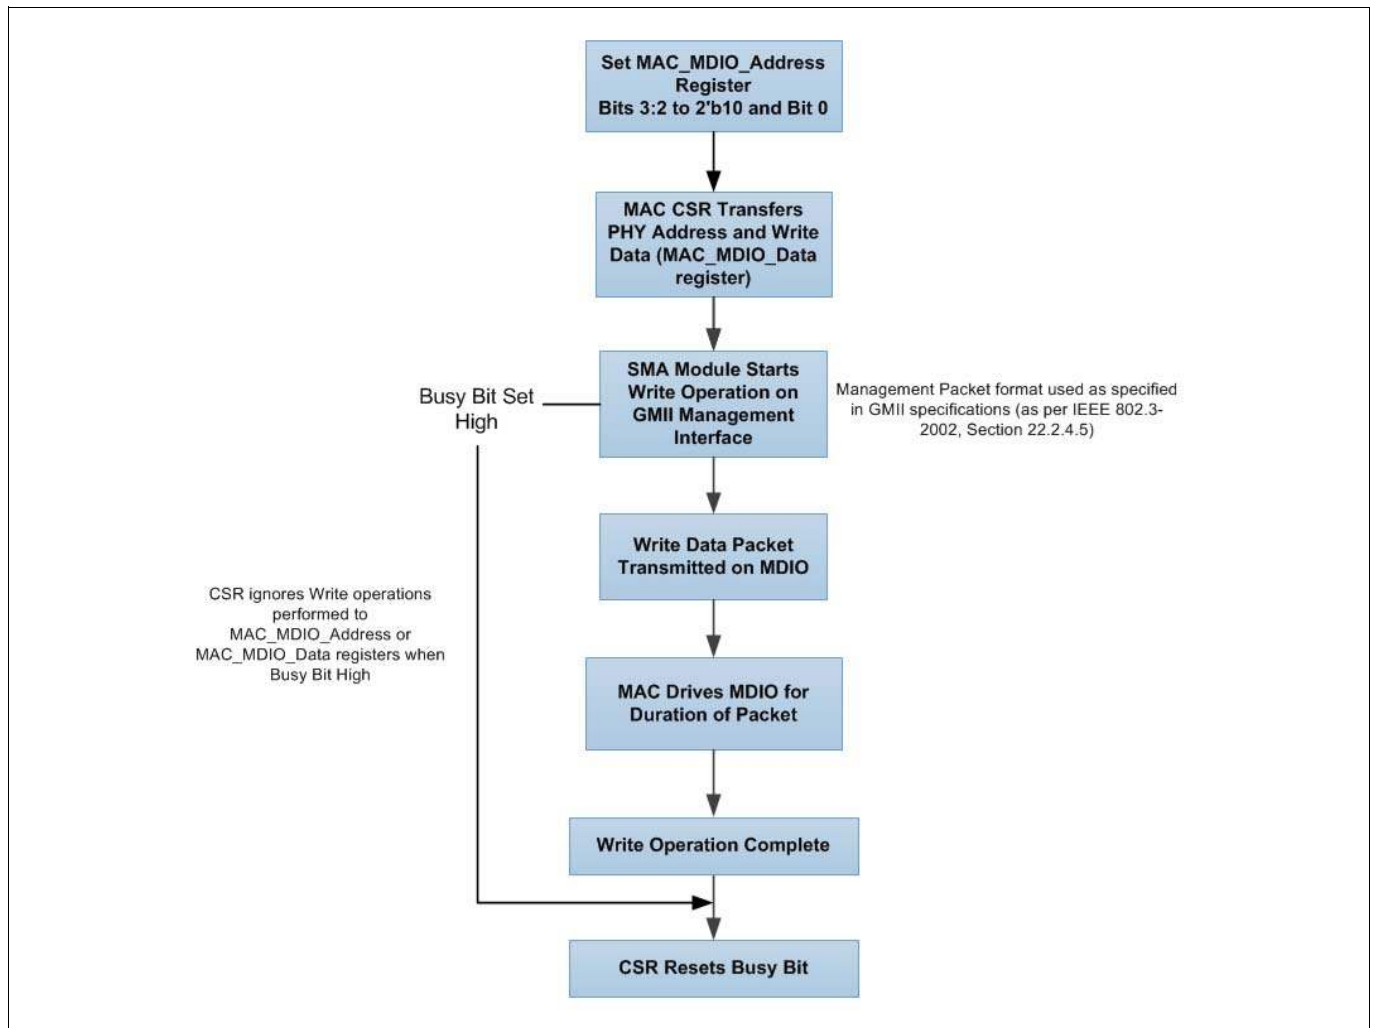 Set MAC_MDIO_Address
Register
Bits 3:2 to 2'b10 and Bit 0
MAC CSR Transfers
PHY Address and Write
Data (MAC_MDIO_Data
register)
SMA Module Starts
Write Operation on
GMII Management
Interface
Busy Bit Set
High
Management Packet format used as specified
in GMII specifications (as per IEEE 802.3-
2002, Section 22.2.4.5)
Write Data Packet
Transmitted on MDIO
CSR ignores Write operations
performed to
MAC_MDIO_Address or
MAC_MDIO_Data registers when
Busy Bit High
MAC Drives MDIO for
Duration of Packet
Write Operation Complete
CSR Resets Busy Bit